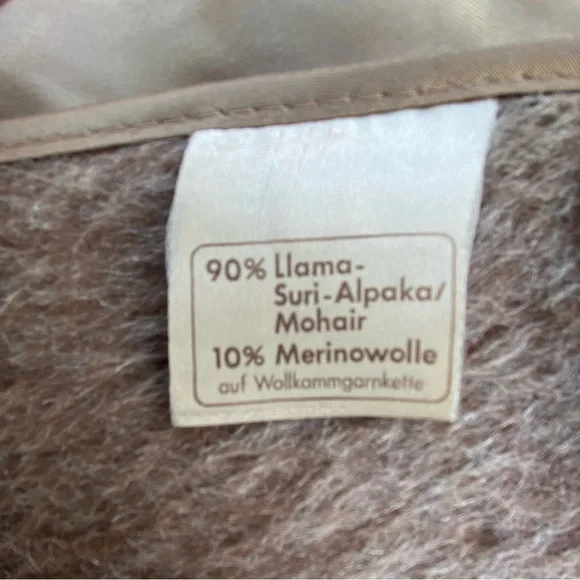 90% Llama-
Suri-Alpaka/
Mohair
10% Merinowolle
auf Wollkammgarnkette